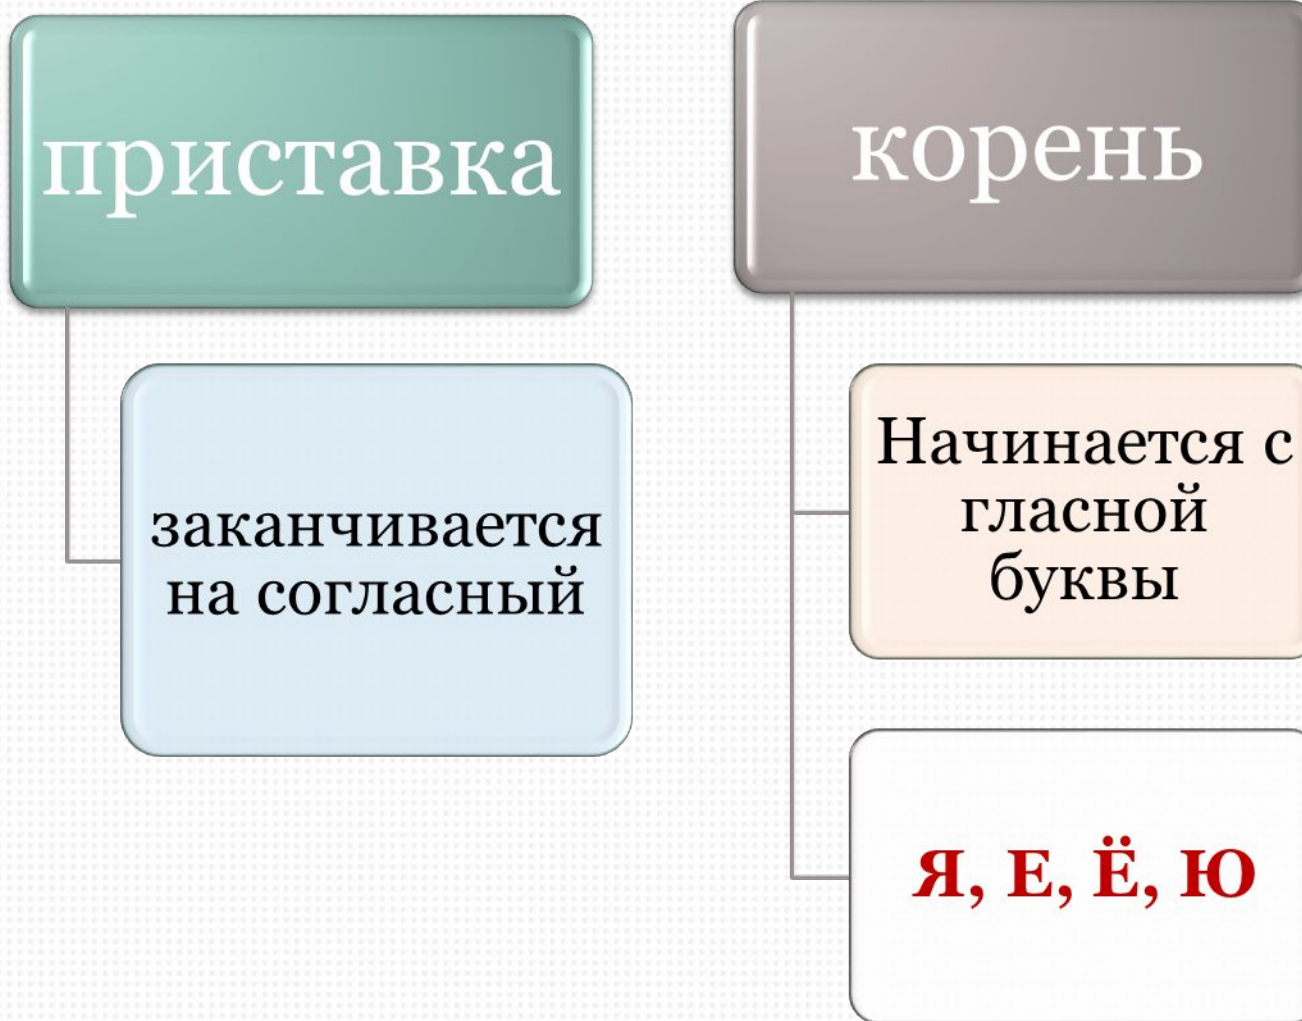 приставка
заканчивается
на согласный
корень
Начинается с
гласной
буквы
Я, Е, Ё, Ю